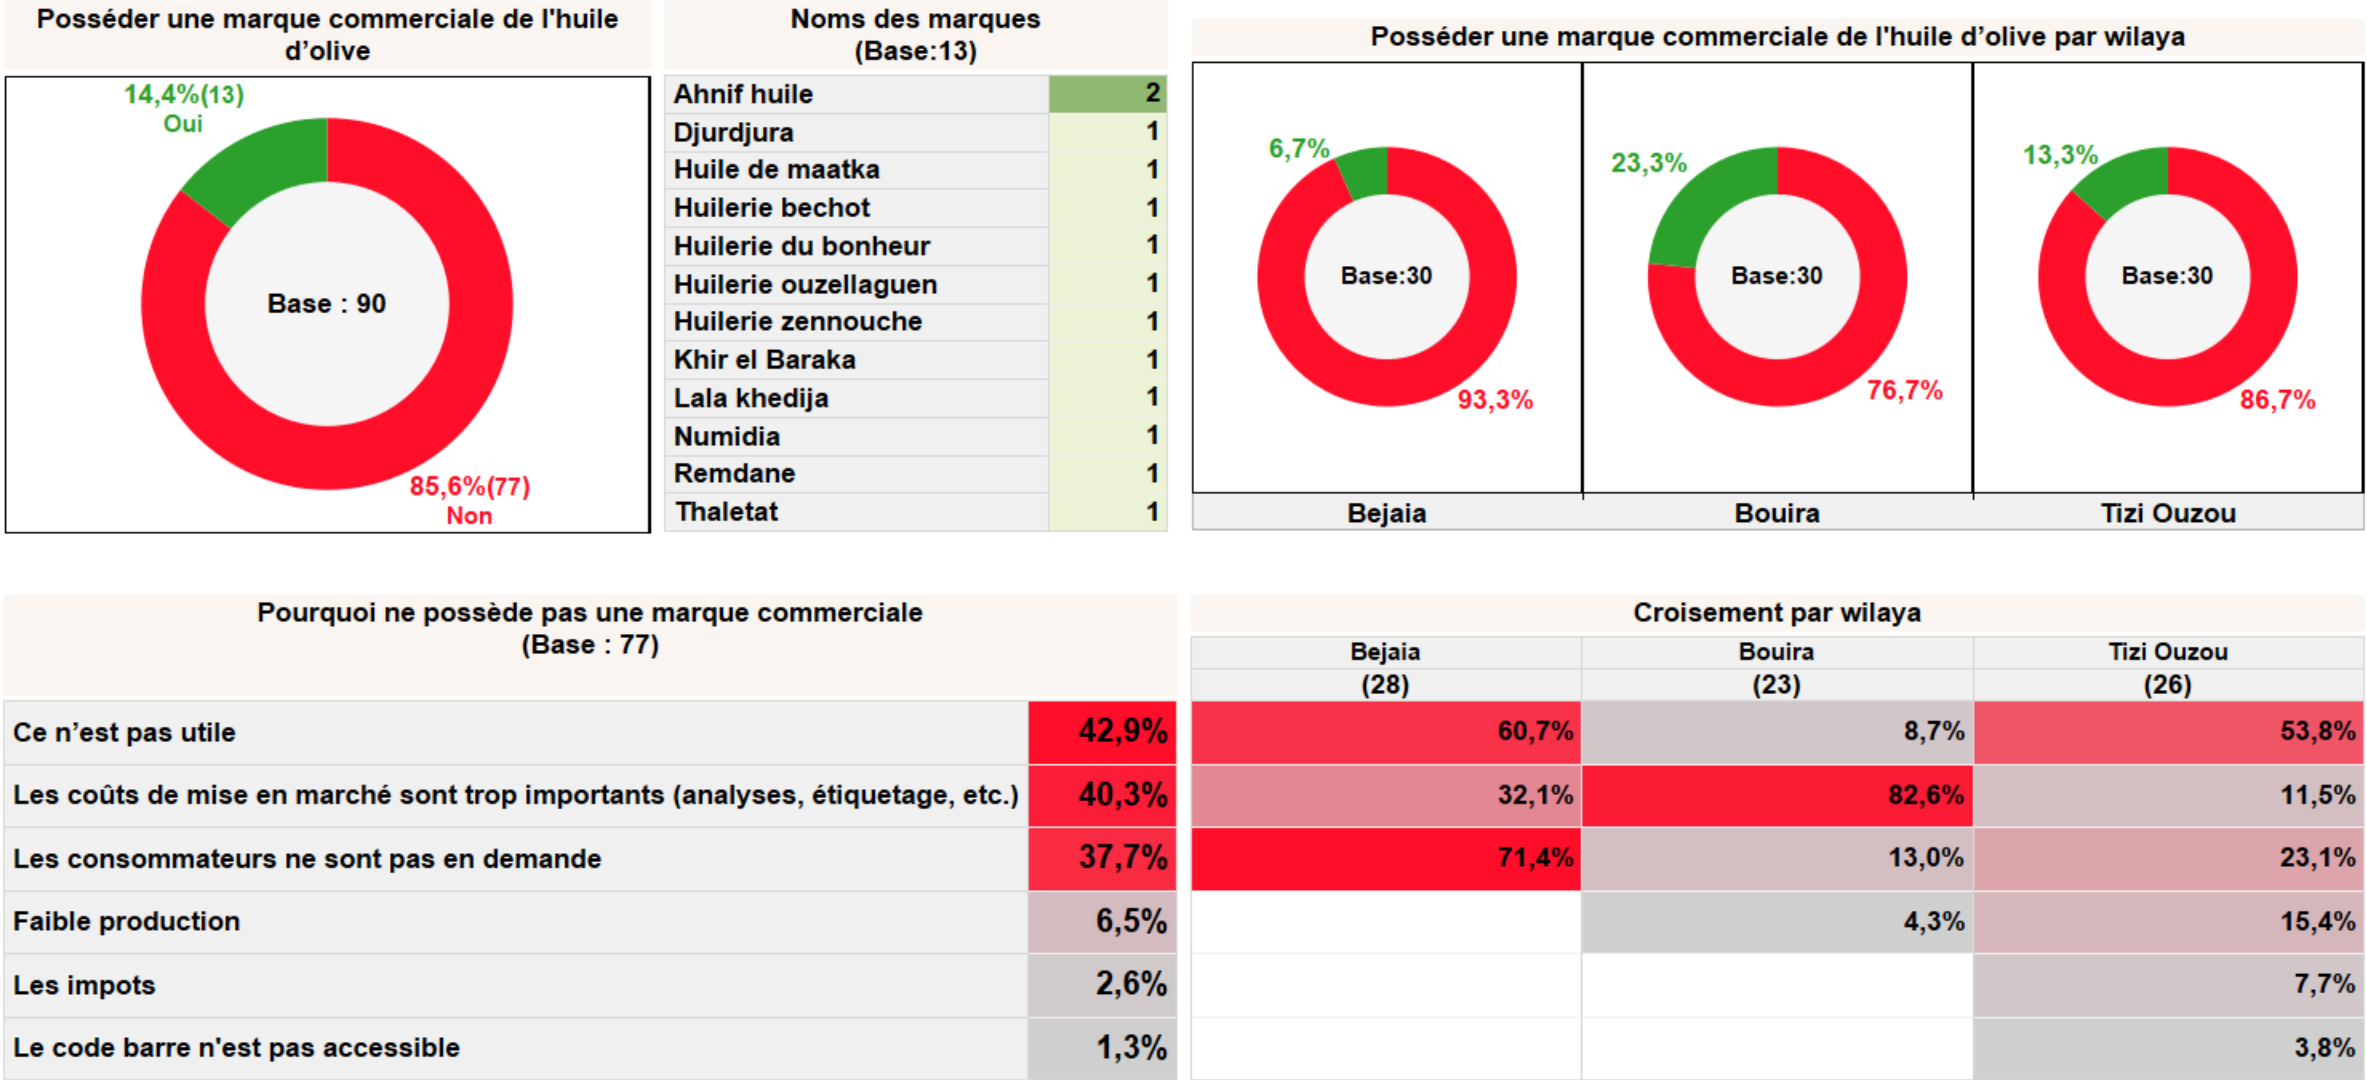 Posséder une marque commerciale de l'huile
d’olive
14,4%(13)
Oui
Base : 90
85,6%(77)
Non
Noms des marques
(Base:13)
Ahnif huile 2
Djurdjura 1
Huile de maatka 1
Huilerie bechot 1
Huilerie du bonheur 1
Huilerie ouzellaguen 1
Huilerie zennouche 1
Khir el Baraka 1
Lala khedija 1
Numidia 1
Remdane 1
Thaletat 1
Posséder une marque commerciale de l'huile d’olive par wilaya
6,7%
Base:30
93,3%
Bejaia
23,3%
Base:30
76,7%
Bouira
13,3%
Base:30
86,7%
Tizi Ouzou
Pourquoi ne possède pas une marque commerciale
(Base : 77)
Croisement par wilaya
Bejaia Bouira Tizi Ouzou
(28) (23) (26)
Ce n’est pas utile 42,9% 60,7% 8,7% 53,8%
Les coûts de mise en marché sont trop importants (analyses, étiquetage, etc.) 40,3% 32,1% 82,6% 11,5%
Les consommateurs ne sont pas en demande 37,7% 71,4% 13,0% 23,1%
Faible production 6,5% 4,3% 15,4%
Les impots 2,6% 7,7%
Le code barre n'est pas accessible 1,3% 3,8%